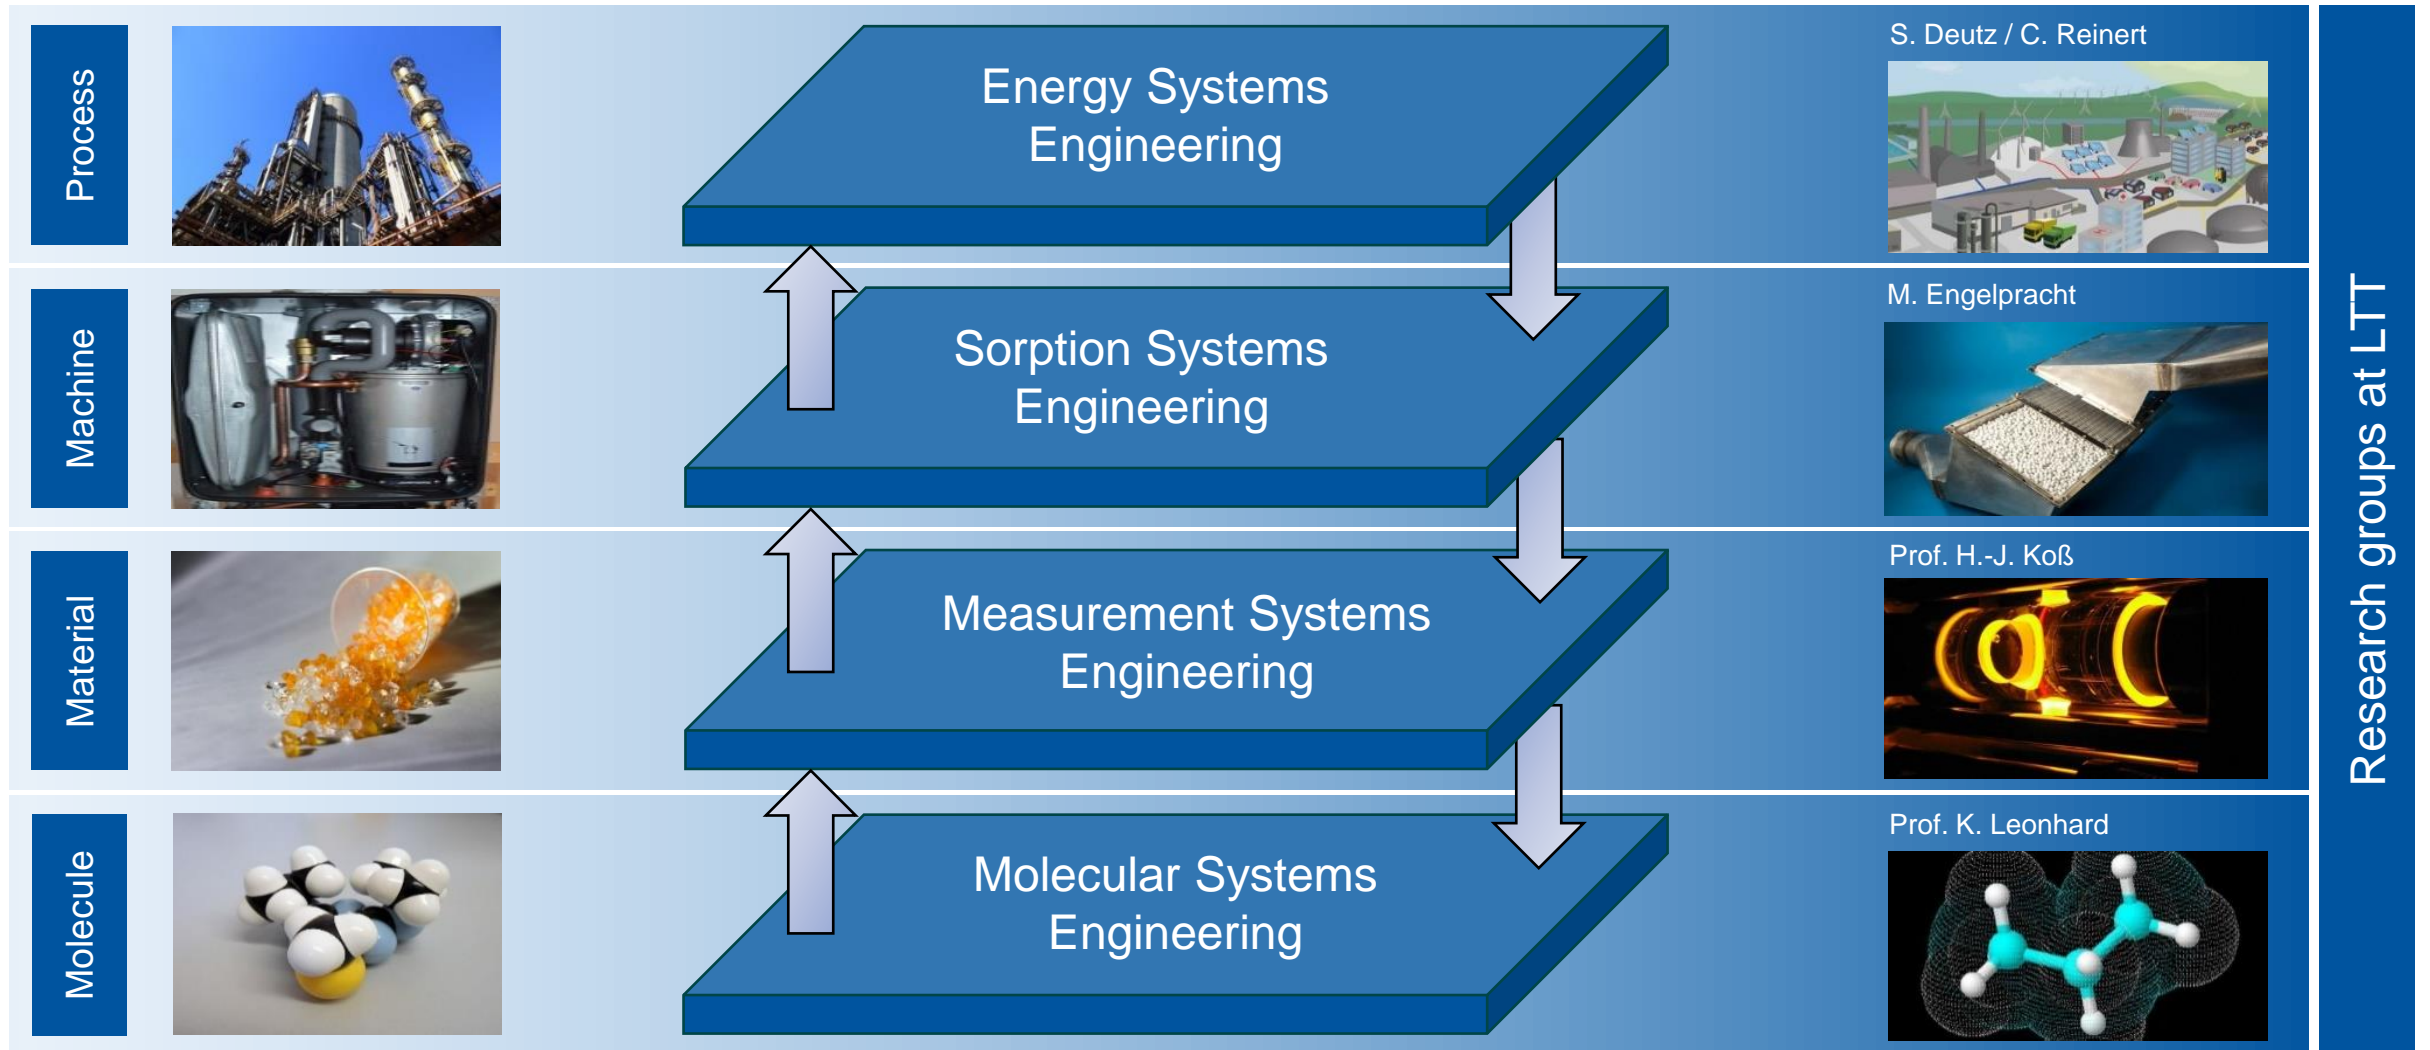 Process
Energy Systems
Engineering
S. Deutz / C. Reinert
Machine
Sorption Systems
Engineering
M. Engelpracht
Material
Measurement Systems
Engineering
Prof. H.-J. Koß
Molecule
Molecular Systems
Engineering
Prof. K. Leonhard
Research groups at LTT